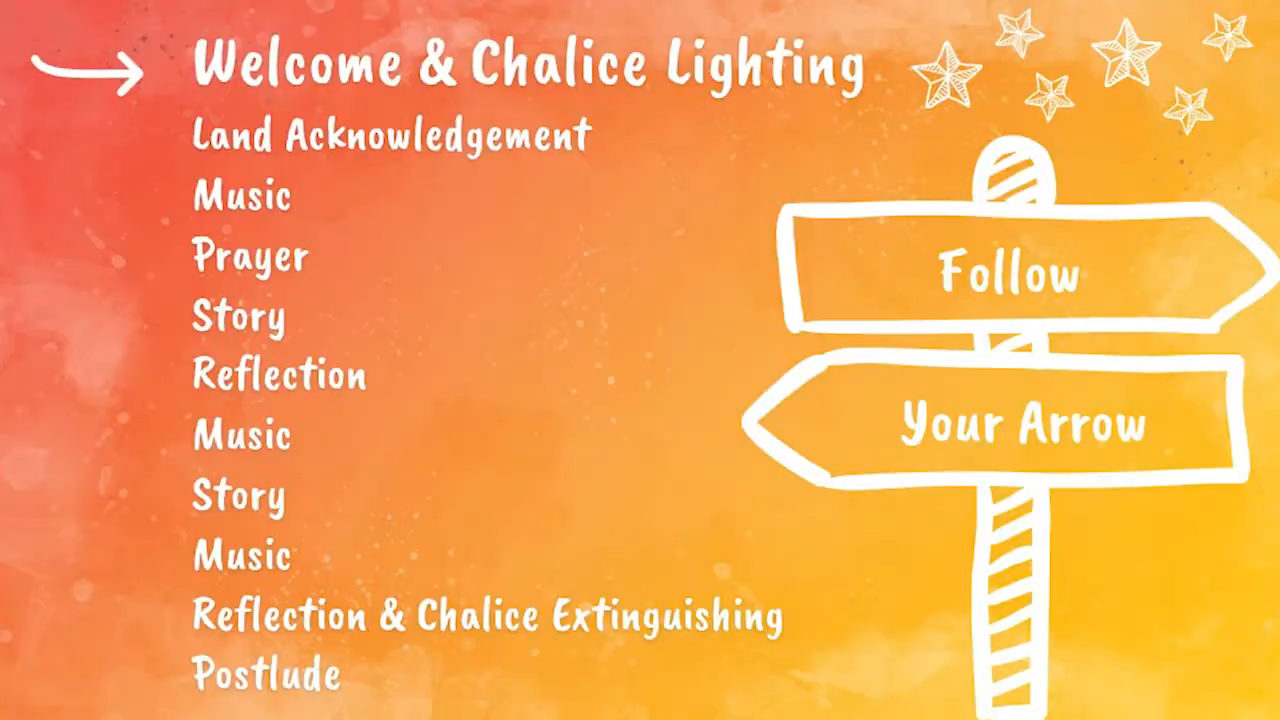 Welcome & Chalice Lighting
Land Acknowledgement
Music
Prayer
Story
Reflection
Music
Story
Music
Reflection & Chalice Extinguishing
Postlude
Follow
Your Arrow